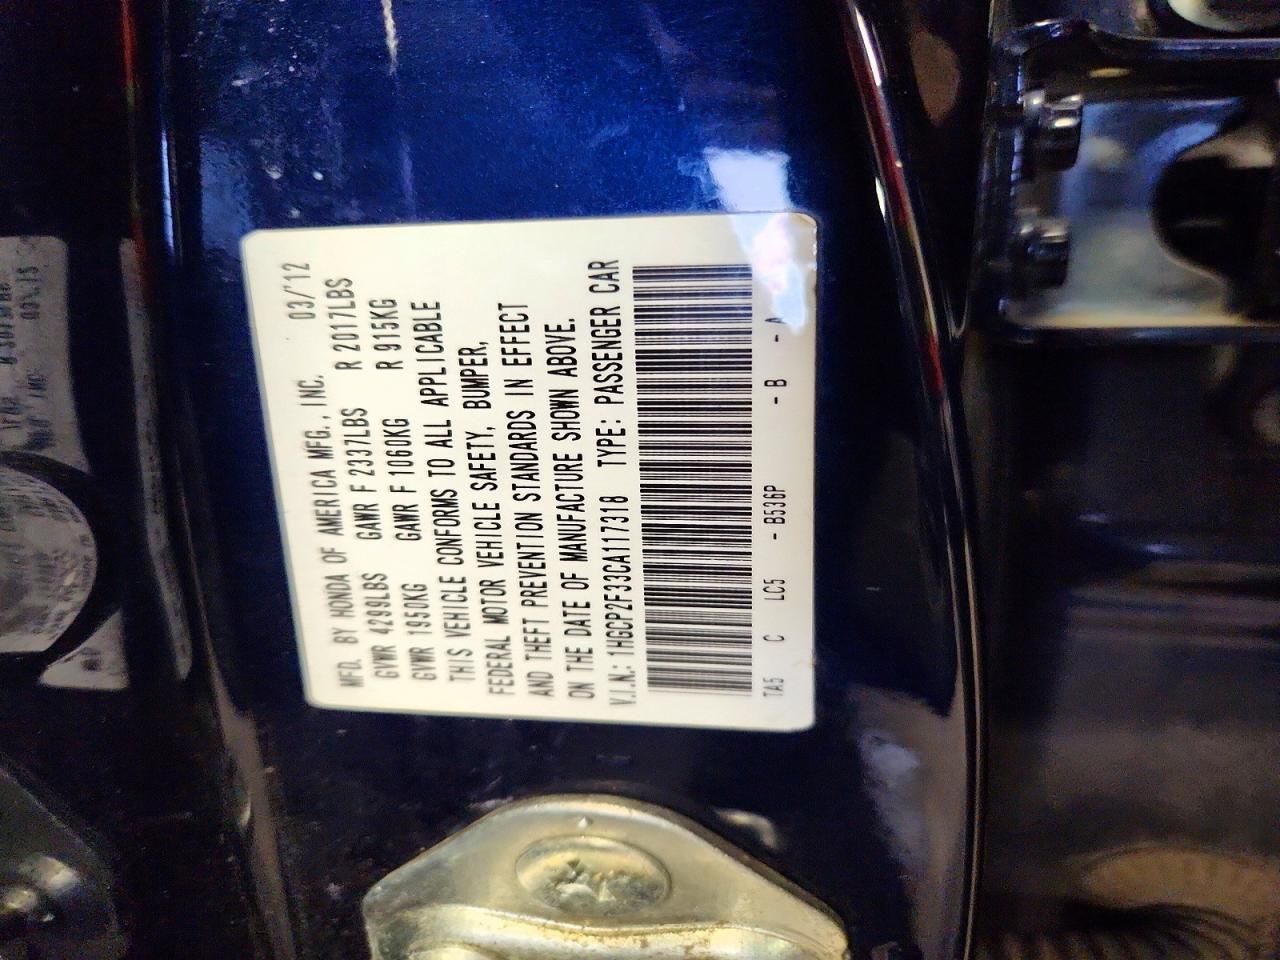 MFD. BY HONDA OF AMERICA MFG., INC. 03/'12
GVWR 4299LBS GAWR F 2337LBS R 2017LBS
GVWR 1950KG GAWR F 1060KG R 915KG
THIS VEHICLE CONFORMS TO ALL APPLICABLE
FEDERAL MOTOR VEHICLE SAFETY, BUMPER,
AND THEFT PREVENTION STANDARDS IN EFFECT
ON THE DATE OF MANUFACTURE SHOWN ABOVE.
V.I.N.: 1HGCP2F33CA117318 TYPE: PASSENGER CAR
TA5 C LC5 - B536P - B - A